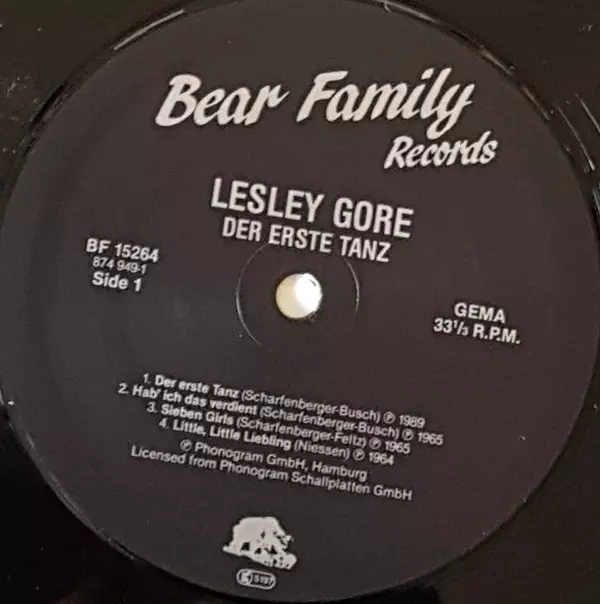 Bear Family
Records
LESLEY GORE
DER ERSTE TANZ
BF 15264
874 949-1
Side 1
GEMA
33 1/3 R.P.M.
1. Der erste Tanz (Scharfenberger-Busch) ℗ 1989
2. Hab' ich das verdient (Scharfenberger-Busch) ℗ 1965
3. Sieben Girls (Scharfenberger-Feltz) ℗ 1965
4. Little, Little Liebling (Niessen) ℗ 1964
℗ Phonogram GmbH, Hamburg
Licensed from Phonogram Schallplatten GmbH